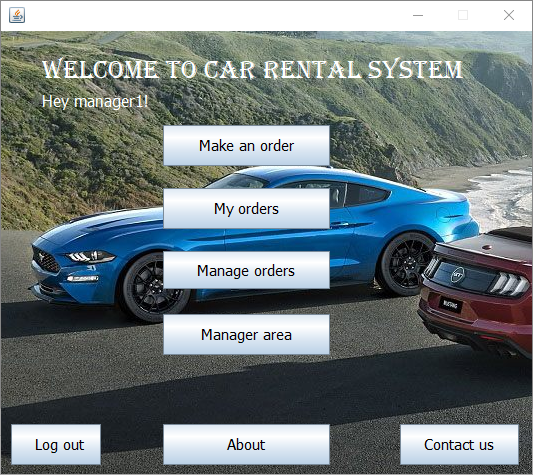 WELCOME TO CAR RENTAL SYSTEM
Hey manager1!
Make an order
My orders
Manage orders
Manager area
Log out
About
Contact us